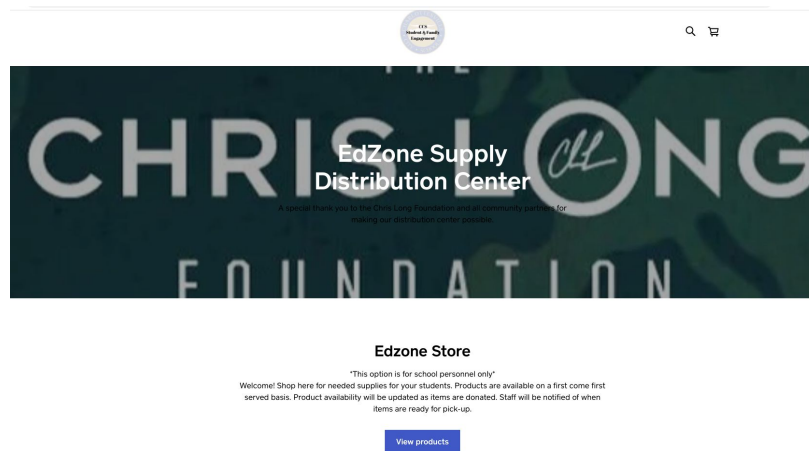 CCS
Student & Family
Engagement
THE
CHRIS LONG
FOUNDATION
EdZone Supply
Distribution Center
A special thank you to the Chris Long Foundation and all community partners for
making our distribution center possible.
Edzone Store
*This option is for school personnel only*
Welcome! Shop here for needed supplies for your students. Products are available on a first come first
served basis. Product availability will be updated as items are donated. Staff will be notified of when
items are ready for pick-up.
View products